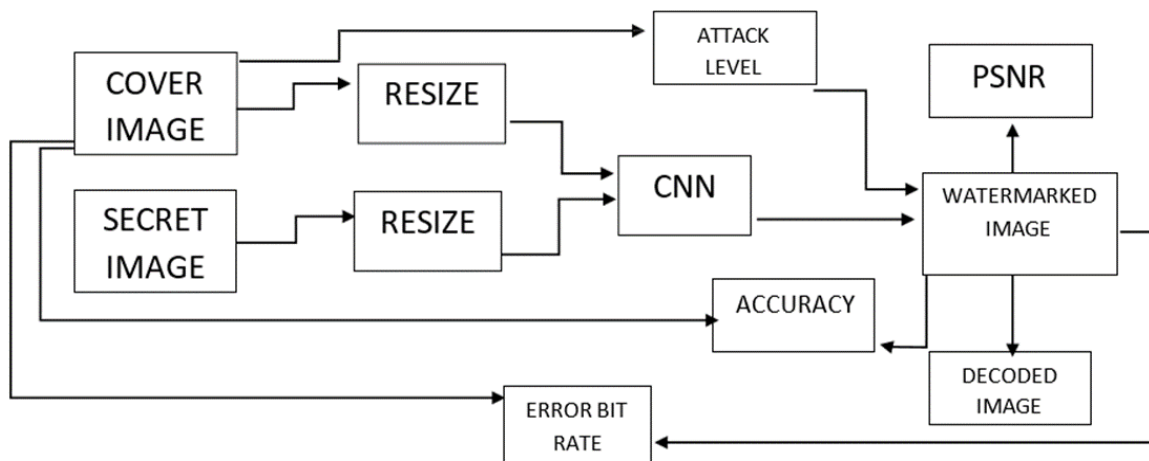 COVER
IMAGE
RESIZE
ATTACK
LEVEL
PSNR
SECRET
IMAGE
RESIZE
CNN
WATERMARKED
IMAGE
ACCURACY
DECODED
IMAGE
ERROR BIT
RATE